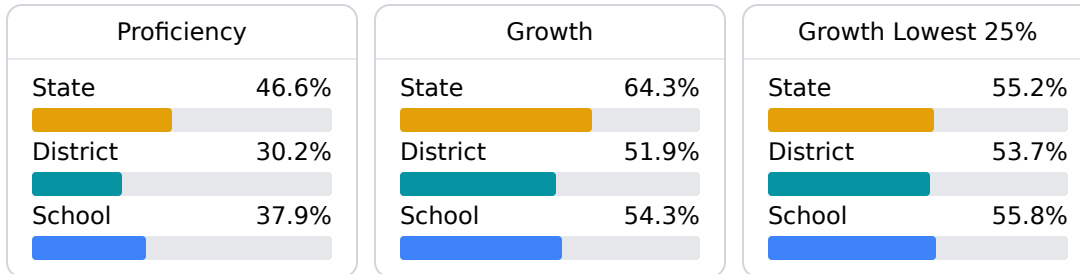 Proficiency
State 46.6%
District 30.2%
School 37.9%
Growth
State 64.3%
District 51.9%
School 54.3%
Growth Lowest 25%
State 55.2%
District 53.7%
School 55.8%